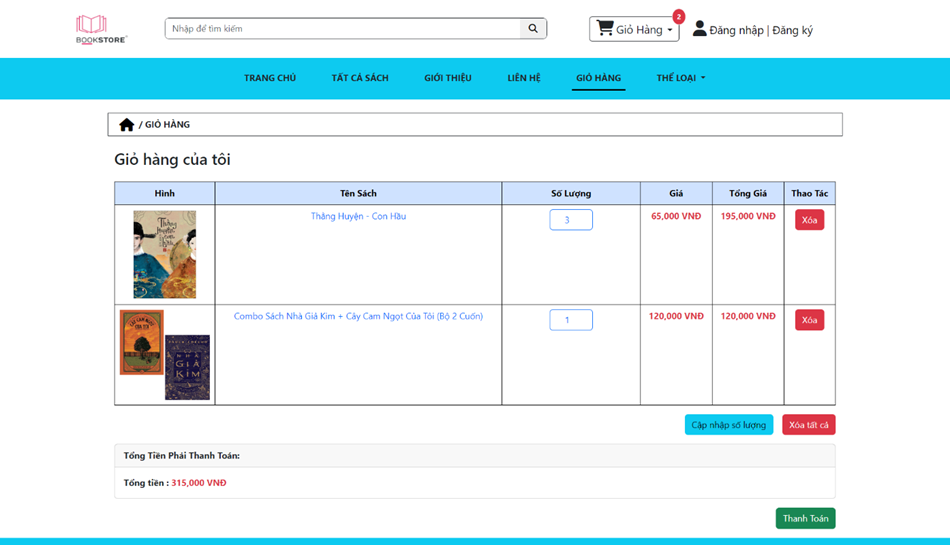 BOOKSTORE
Nhập để tìm kiếm
Giỏ Hàng
2
Đăng nhập | Đăng ký
TRANG CHỦ
TẤT CẢ SÁCH
GIỚI THIỆU
LIÊN HỆ
GIỎ HÀNG
THỂ LOẠI
/ GIỎ HÀNG
Giỏ hàng của tôi
Hình Tên Sách Số Lượng Giá Tổng Giá Thao Tác
Thằng Huyện - Con Hầu 3 65,000 VNĐ 195,000 VNĐ Xóa
Combo Sách Nhà Giả Kim + Cây Cam Ngọt Của Tôi (Bộ 2 Cuốn) 1 120,000 VNĐ 120,000 VNĐ Xóa
NHÀ
GIẢ
KIM
Cập nhập số lượng
Xóa tất cả
Tổng Tiền Phải Thanh Toán:
Tổng tiền : 315,000 VNĐ
Thanh Toán